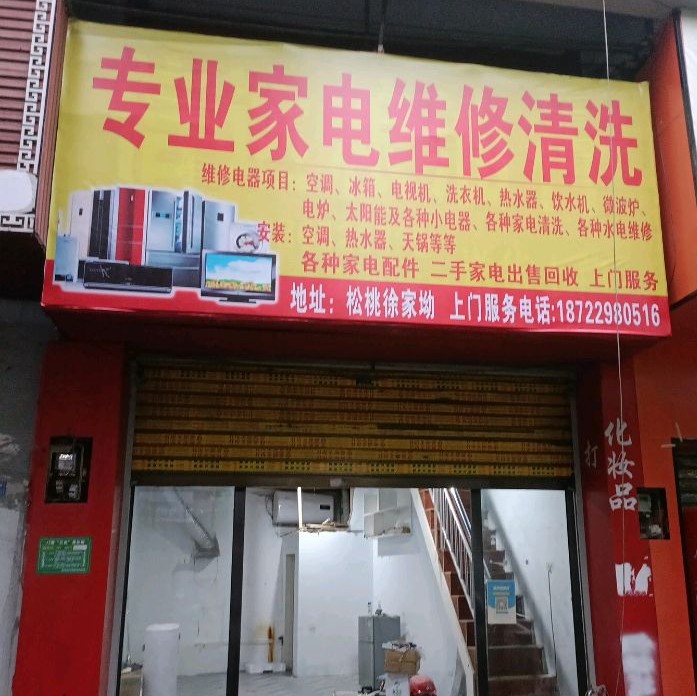 专业家电维修清洗
维修电器项目：空调、冰箱、电视机、洗衣机、热水器、饮水机、微波炉、
电炉、太阳能及各种小电器、各种家电清洗、各种水电维修
安装：空调、热水器、天锅等等
各种家电配件 二手家电出售回收 上门服务
地址：松桃徐家坳 上门服务电话:18722980516
化妆品
打